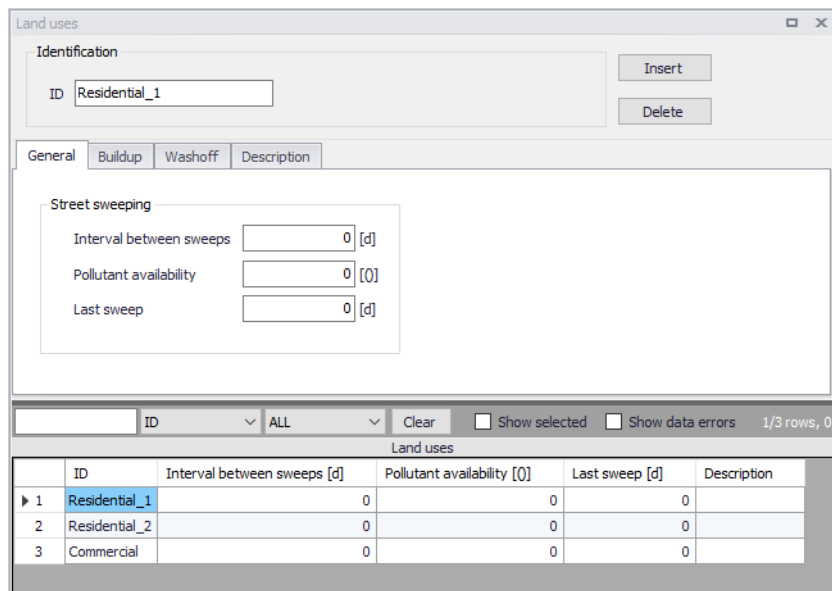 Land uses
Identification
ID Residential_1
Insert
Delete
General Buildup Washoff Description
Street sweeping
Interval between sweeps 0 [d]
Pollutant availability 0 [()]
Last sweep 0 [d]
ID ALL Clear Show selected Show data errors 1/3 rows, 0
Land uses
ID Interval between sweeps [d] Pollutant availability [()] Last sweep [d] Description
1 Residential_1 0 0 0
2 Residential_2 0 0 0
3 Commercial 0 0 0